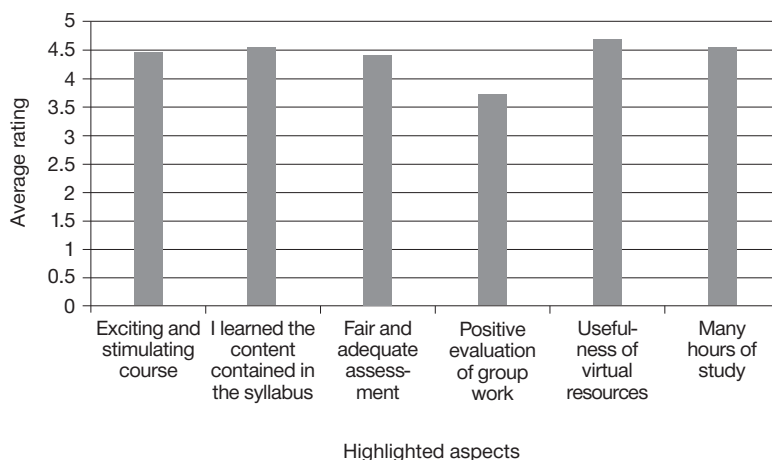 5
4.5
4
3.5
3
2.5
2
1.5
1
0.5
0
Average rating
Exciting and
stimulating
course
I learned the
content
contained in
the syllabus
Fair and
adequate
assess-
ment
Positive
evaluation
of group
work
Useful-
ness of
virtual
resources
Many
hours of
study
Highlighted aspects